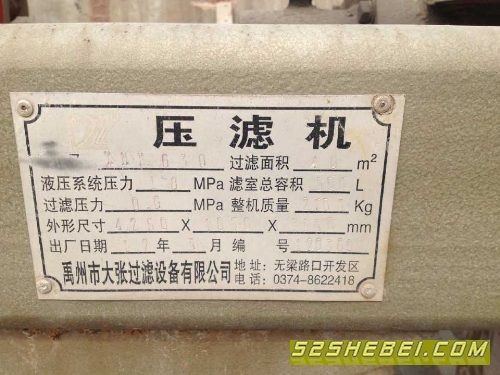 压滤机
630 过滤面积 m²
液压系统压力 MPa 滤室总容积 L
过滤压力 MPa 整机质量 Kg
外形尺寸 X X mm
出厂日期 年 月 编号
禹州市大张过滤设备有限公司 地址：无梁路口开发区
电话：0374-8622418
52SHEBEI.COM